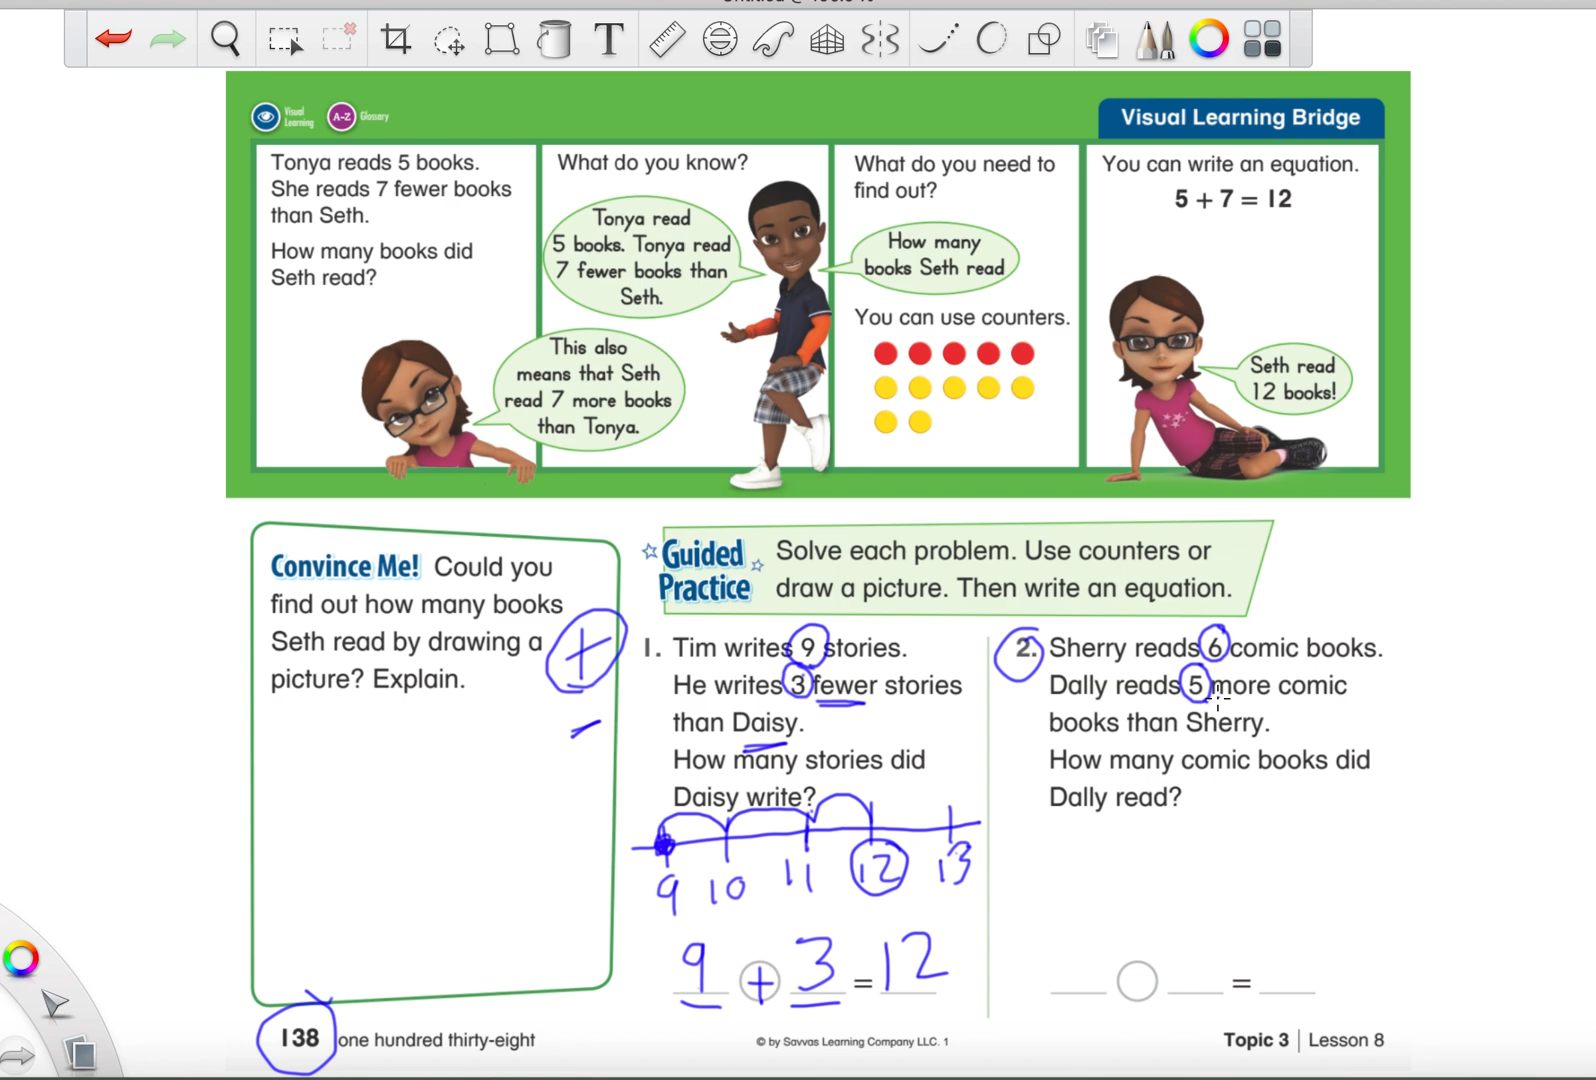 Visual
Learning
A-Z Glossary
Visual Learning Bridge
Tonya reads 5 books.
She reads 7 fewer books
than Seth.
How many books did
Seth read?
What do you know?
Tonya read
5 books. Tonya read
7 fewer books than
Seth.
This also
means that Seth
read 7 more books
than Tonya.
What do you need to
find out?
How many
books Seth read
You can use counters.
You can write an equation.
5 + 7 = 12
Seth read
12 books!
Convince Me! Could you
find out how many books
Seth read by drawing a
picture? Explain.
+
-
Guided
Practice
Solve each problem. Use counters or
draw a picture. Then write an equation.
1. Tim writes 9 stories.
He writes 3 fewer stories
than Daisy.
How many stories did
Daisy write?
9 10 11 12 13
9 + 3 = 12
2. Sherry reads 6 comic books.
Dally reads 5 more comic
books than Sherry.
How many comic books did
Dally read?
=
138 one hundred thirty-eight
© by Savvas Learning Company LLC. 1
Topic 3 | Lesson 8